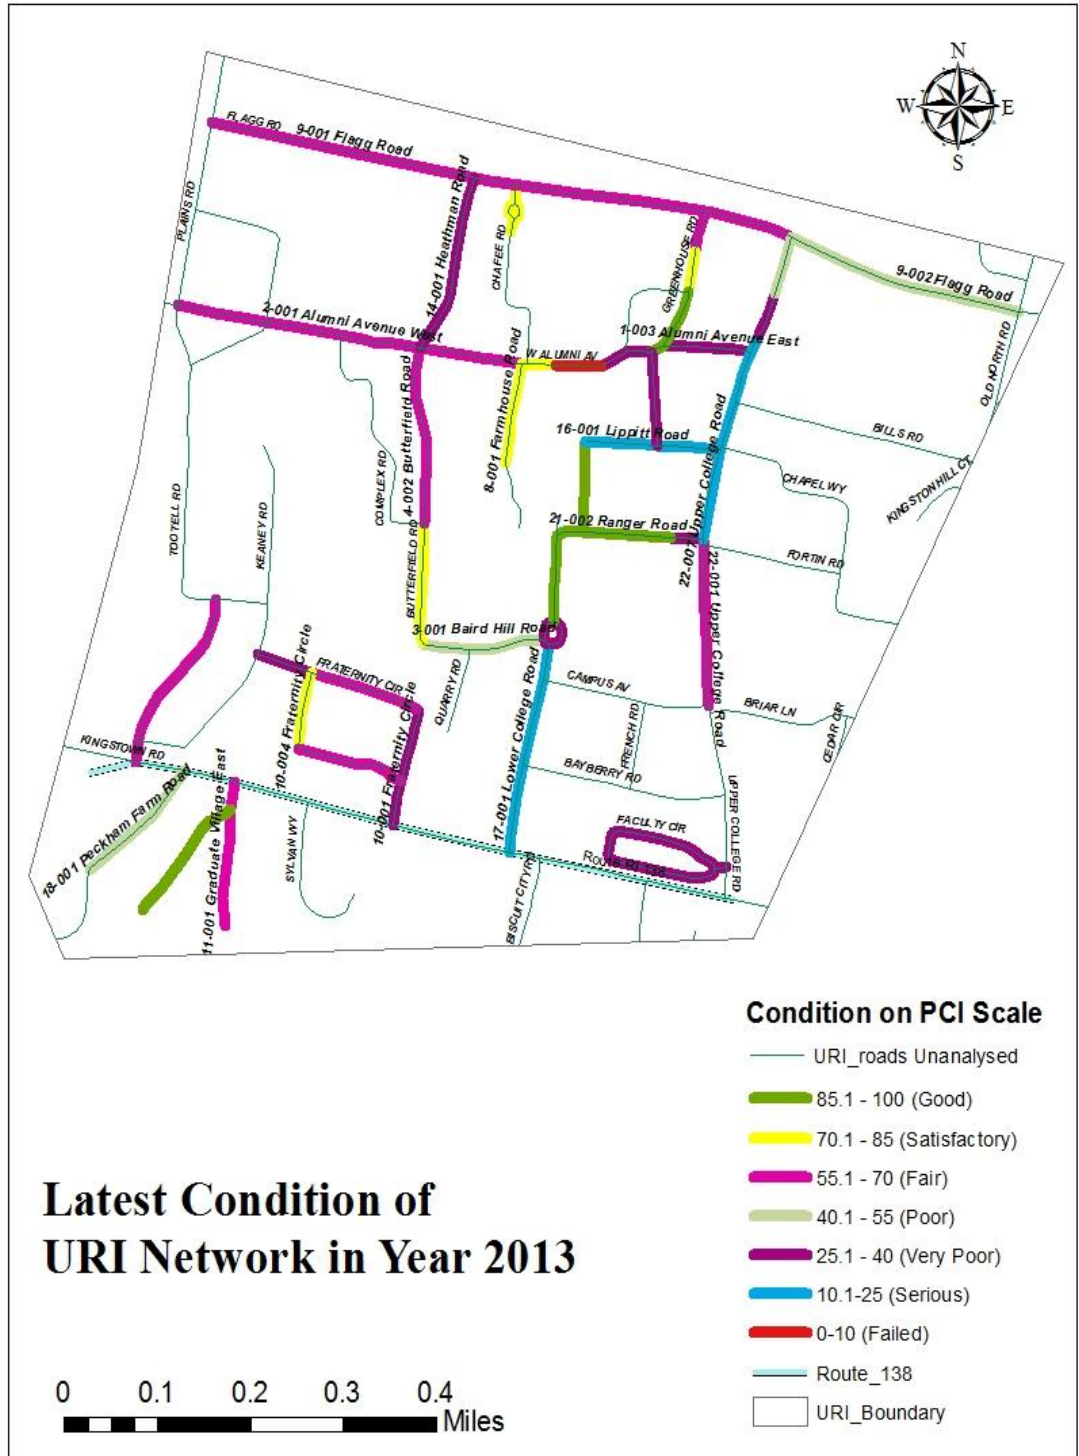 N
W E
S
FLAGG RD
9-001 Flagg Road
PLAINS RD
14-001 Heathman Road
CHAFEE RD
GREENHOUSE RD
9-002 Flagg Road
2-001 Alumni Avenue West
1-003 Alumni Avenue East
W ALUMNI AV
OLD NORTH RD
4-002 Butterfield Road
8-001 Farmhouse Road
16-001 Lippitt Road
22-007 Upper College Road
BILLS RD
COMPLEX RD
CHAPEL WY
KINGSTON HILL CT
TOOTELL RD
KEANEY RD
BUTTERFIELD RD
21-002 Ranger Road
FORTIN RD
22-001 Upper College Road
3-001 Baird Hill Road
QUARRY RD
FRATERNITY CIR
10-004 Fraternity Circle
10-001 Fraternity Circle
17-001 Lower College Road
CAMPUS AV
FRENCH RD
BRIAR LN
CEDAR CIR
BAYBERRY RD
UPPER COLLEGE RD
KINGSTOWN RD
18-001 Peckham Farm Road
11-001 Graduate Village East
SYLVAN WY
BISCUIT CITY RD
FACULTY CIR
Route RI 138
Condition on PCI Scale
URI_roads Unanalysed
85.1 - 100 (Good)
70.1 - 85 (Satisfactory)
55.1 - 70 (Fair)
40.1 - 55 (Poor)
25.1 - 40 (Very Poor)
10.1-25 (Serious)
0-10 (Failed)
Route_138
URI_Boundary
Latest Condition of
URI Network in Year 2013
0 0.1 0.2 0.3 0.4
Miles